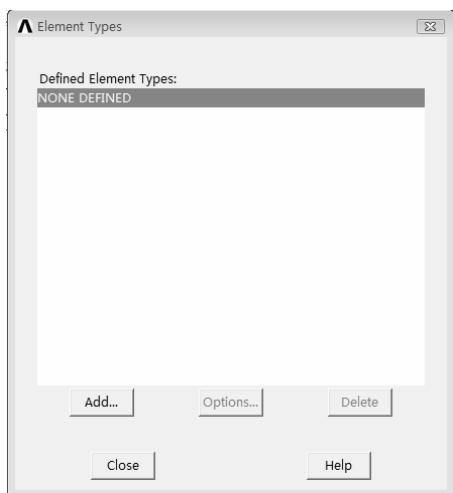 Element Types
Defined Element Types:
NONE DEFINED
Add... Options... Delete
Close Help